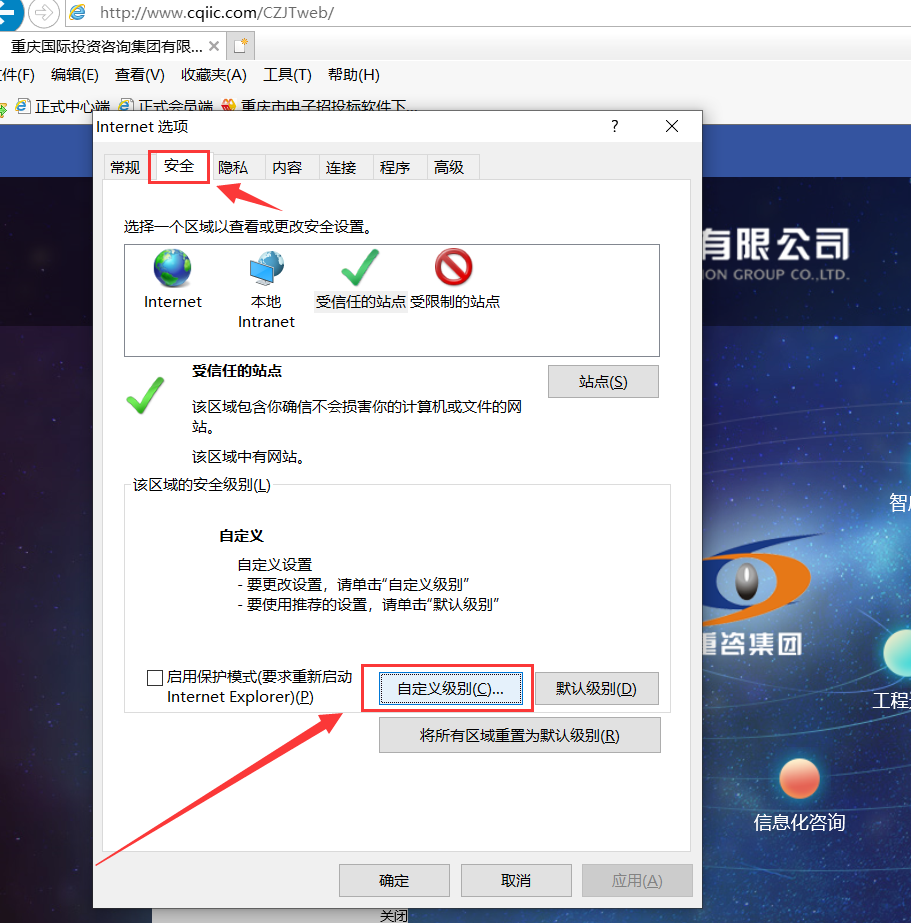 http://www.cqiic.com/CZJTweb/
重庆国际投资咨询集团有限...
件(F) 编辑(E) 查看(V) 收藏夹(A) 工具(T) 帮助(H)
正式中心端 正式会员端 重庆市电子招投标软件下...
Internet 选项
常规 安全 隐私 内容 连接 程序 高级
选择一个区域以查看或更改安全设置。
Internet
本地
Intranet
受信任的站点
受限制的站点
受信任的站点
站点(S)
该区域包含你确信不会损害你的计算机或文件的网
站。
该区域中有网站。
该区域的安全级别(L)
自定义
自定义设置
- 要更改设置，请单击“自定义级别”
- 要使用推荐的设置，请单击“默认级别”
启用保护模式(要求重新启动
Internet Explorer)(P)
自定义级别(C)...
默认级别(D)
将所有区域重置为默认级别(R)
确定 取消 应用(A)
关闭
有限公司
ION GROUP CO.,LTD.
智
重咨集团
工程
信息化咨询